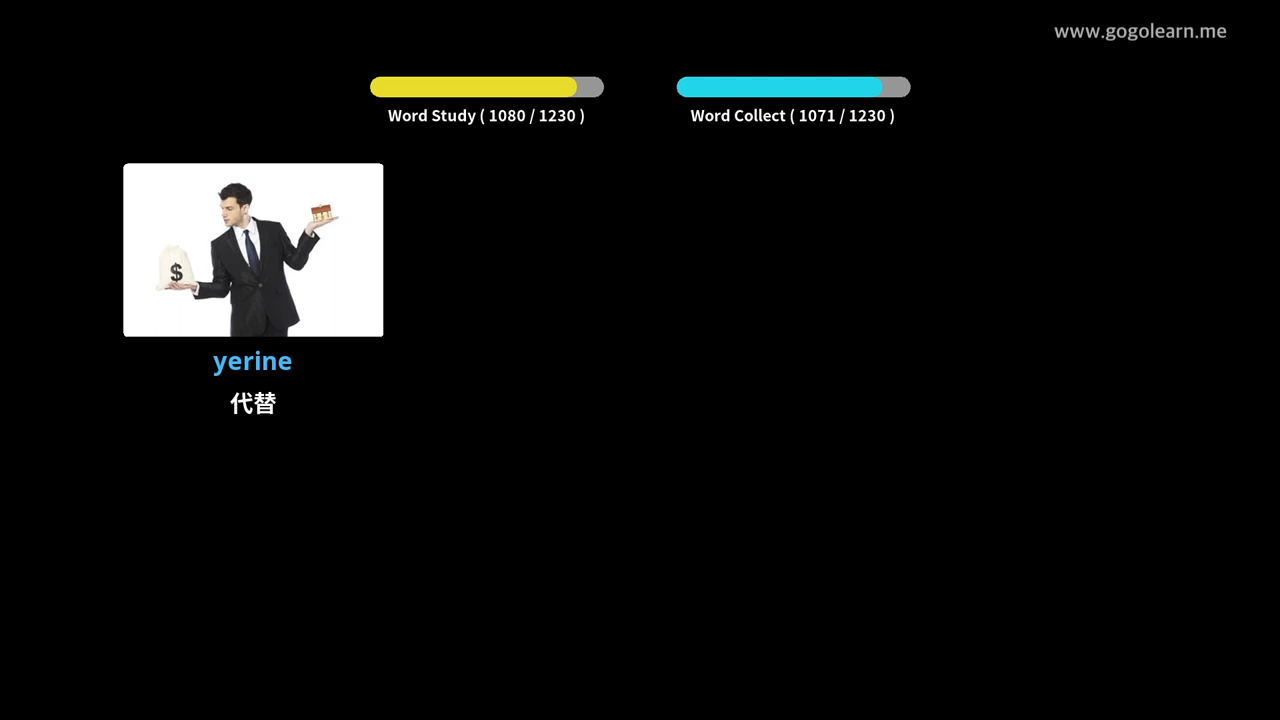 www.gogolearn.me
Word Study ( 1080 / 1230 )
Word Collect ( 1071 / 1230 )
$
yerine
代替